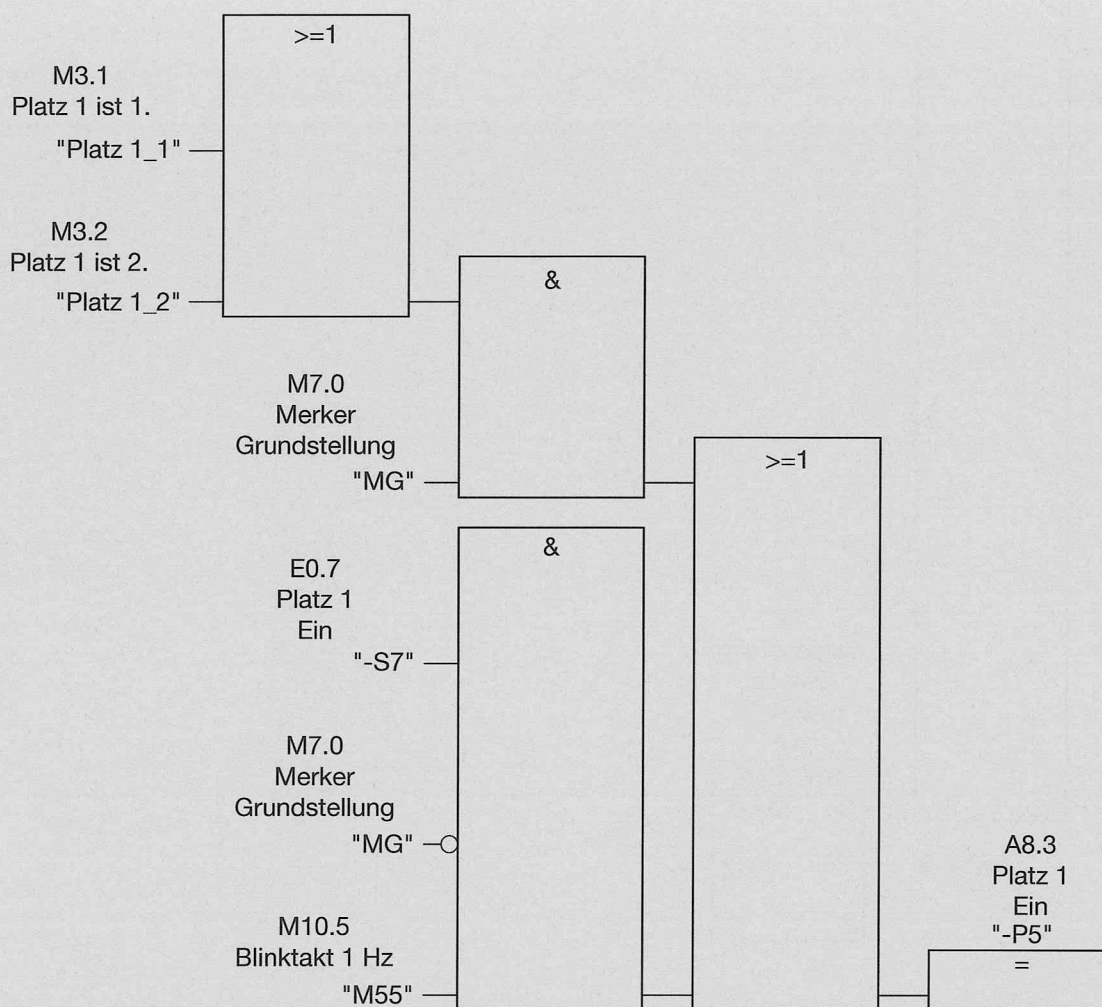 >=1
M3.1
Platz 1 ist 1.
"Platz 1_1"
M3.2
Platz 1 ist 2.
"Platz 1_2"
&
M7.0
Merker
Grundstellung
"MG"
>=1
&
E0.7
Platz 1
Ein
"-S7"
M7.0
Merker
Grundstellung
"MG"
M10.5
Blinktakt 1 Hz
"M55"
A8.3
Platz 1
Ein
"-P5"
=